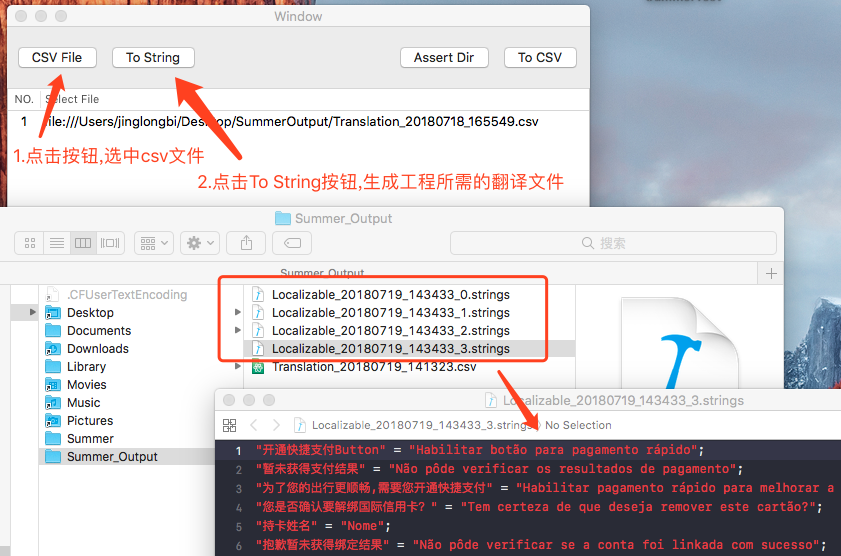 Window
CSV File
To String
Assert Dir
To CSV
NO.
Select File
1
file:///Users/jinglongbi/Desktop/SummerOutput/Translation_20180718_165549.csv
1.点击按钮,选中csv文件
2.点击To String按钮,生成工程所需的翻译文件
Summer_Output
搜索
Summer_Output
.CFUserTextEncoding
Desktop
Documents
Downloads
Library
Movies
Music
Pictures
Summer
Summer_Output
Localizable_20180719_143433_0.strings
Localizable_20180719_143433_1.strings
Localizable_20180719_143433_2.strings
Localizable_20180719_143433_3.strings
Translation_20180719_141323.csv
Localizable_20180719_143433_3.strings
Localizable_20180719_143433_3.strings
No Selection
1 "开通快捷支付Button" = "Habilitar botão para pagamento rápido";
2 "暂未获得支付结果" = "Não pôde verificar os resultados de pagamento";
3 "为了您的出行更顺畅,需要您开通快捷支付" = "Habilitar pagamento rápido para melhorar a
4 "您是否确认要解绑国际信用卡？" = "Tem certeza de que deseja remover este cartão?";
5 "持卡姓名" = "Nome";
6 "抱歉暂未获得绑定结果" = "Não pôde verificar se a conta foi linkada com sucesso";